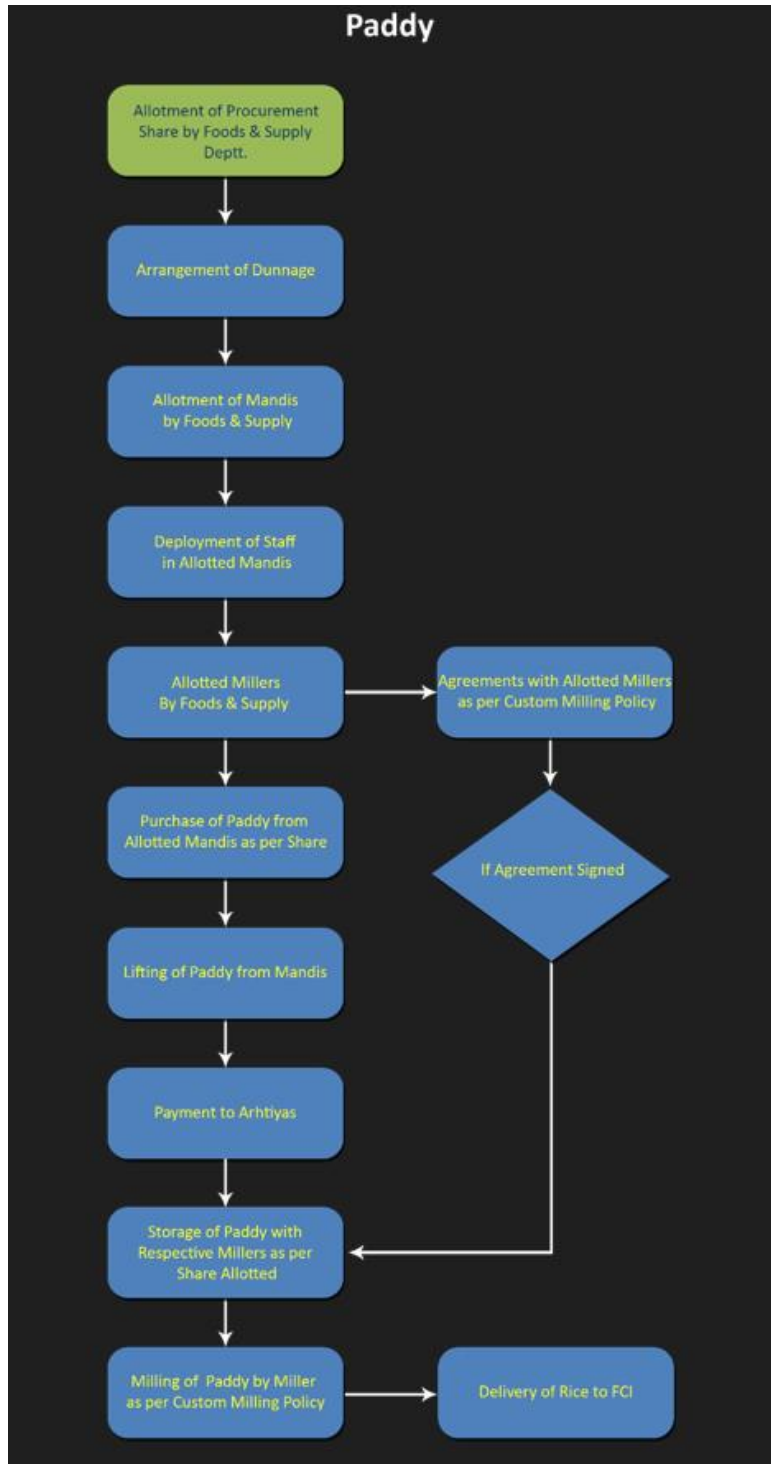 Paddy
Allotment of Procurement
Share by Foods & Supply
Deptt.
Arrangement of Dunnage
Allotment of Mandis
by Foods & Supply
Deployment of Staff
in Allotted Mandis
Allotted Millers
By Foods & Supply
Agreements with Allotted Millers
as per Custom Milling Policy
Purchase of Paddy from
Allotted Mandis as per Share
If Agreement Signed
Lifting of Paddy from Mandis
Payment to Arhtiyas
Storage of Paddy with
Respective Millers as per
Share Allotted
Milling of Paddy by Miller
as per Custom Milling Policy
Delivery of Rice to FCI